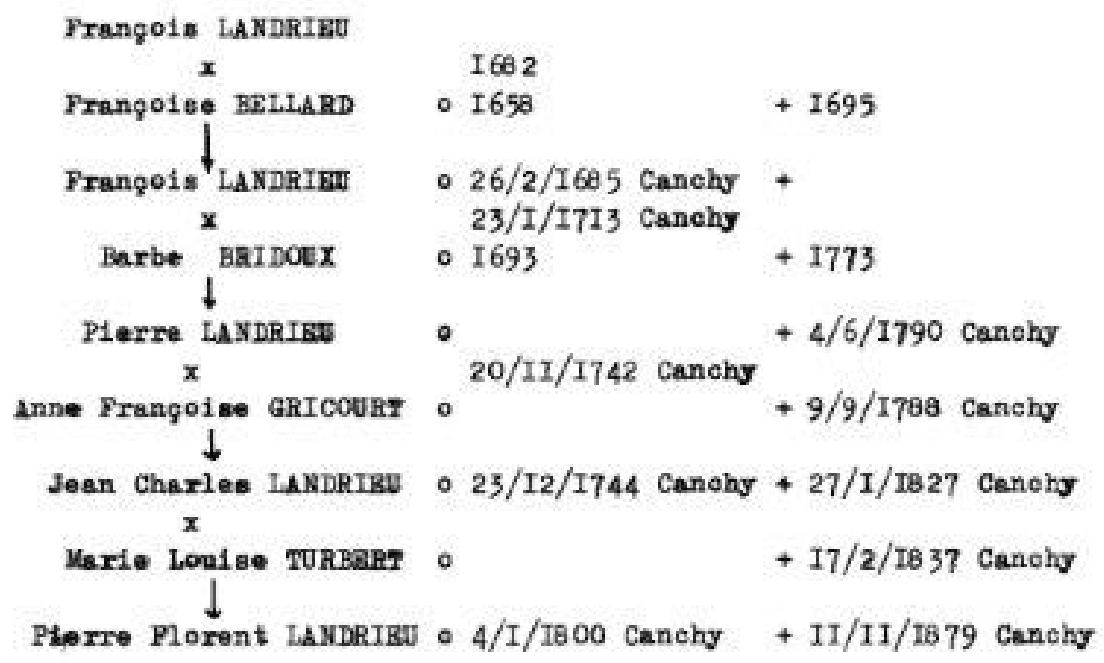 François LANDRIEU
x I682
Françoise BELLARD o I658 + I695
↓
François LANDRIEU o 26/2/I685 Canchy +
x 23/I/I7I3 Canchy
Barbe BRIDOUX o I693 + I773
↓
Pierre LANDRIEU o + 4/6/I790 Canchy
x 20/II/I742 Canchy
Anne Françoise GRICOURT o + 9/9/I788 Canchy
↓
Jean Charles LANDRIEU o 23/I2/I744 Canchy + 27/I/I827 Canchy
x
Marie Louise TURBERT o + I7/2/I837 Canchy
↓
Pierre Florent LANDRIEU o 4/I/I800 Canchy + II/II/I879 Canchy